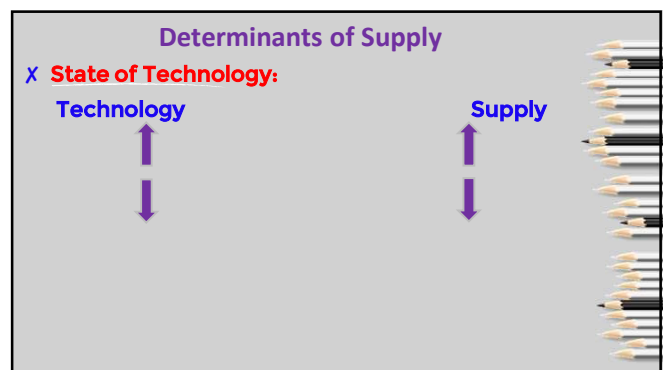 Determinants of Supply
✗ State of Technology:
Technology Supply